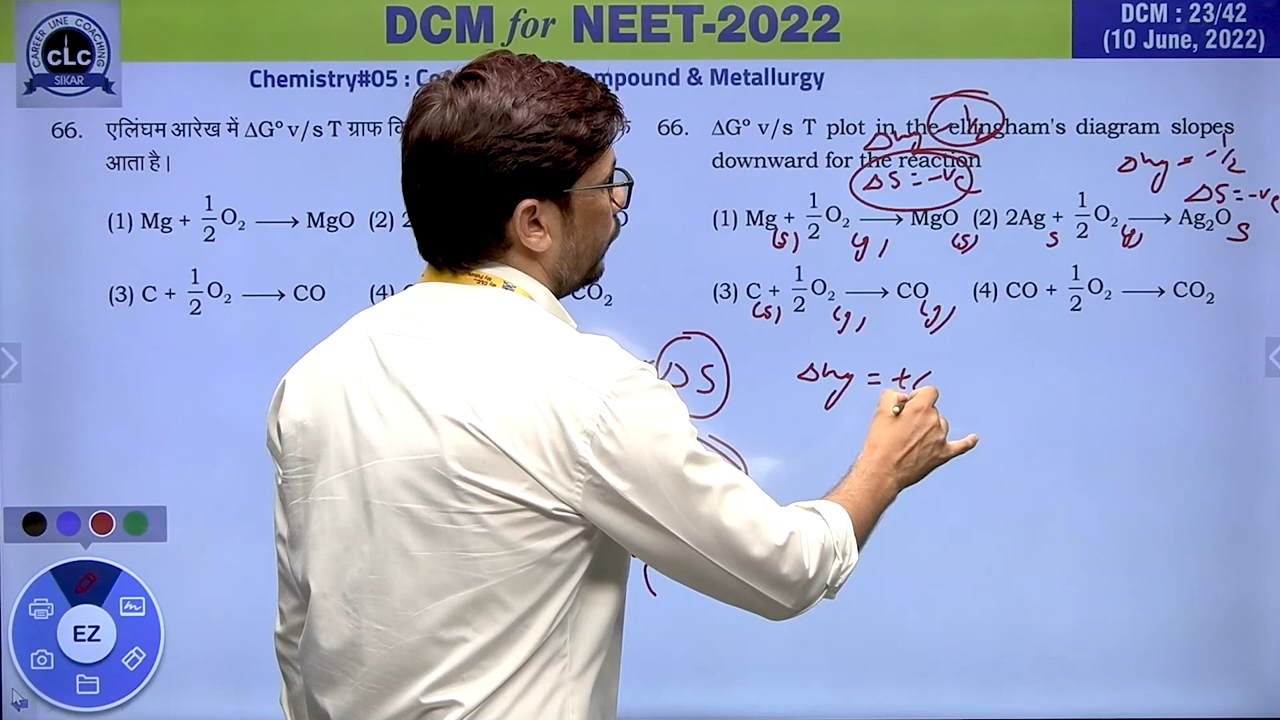 DCM for NEET-2022
DCM : 23/42
(10 June, 2022)
CAREER LINE COACHING
CLC
SIKAR
Chemistry#05 : mpound & Metallurgy
66. एलिंघम आरेख में ΔG° v/s T ग्राफ
आता है।
(1) Mg + 1/2 O₂ ⟶ MgO (2)
(3) C + 1/2 O₂ ⟶ CO (4) CO₂
66. ΔG° v/s T plot in the ellingham's diagram slopes
downward for the reaction
(1) Mg + 1/2 O₂ ⟶ MgO (2) 2Ag + 1/2 O₂ ⟶ Ag₂O
(s) (g) (s) s (g) s
(3) C + 1/2 O₂ ⟶ CO (4) CO + 1/2 O₂ ⟶ CO₂
(s) (g) (g)
Δng = -1/2
ΔS = -ve
Δng = -1/2
ΔS = -ve
ΔS
Δng = +(
EZ